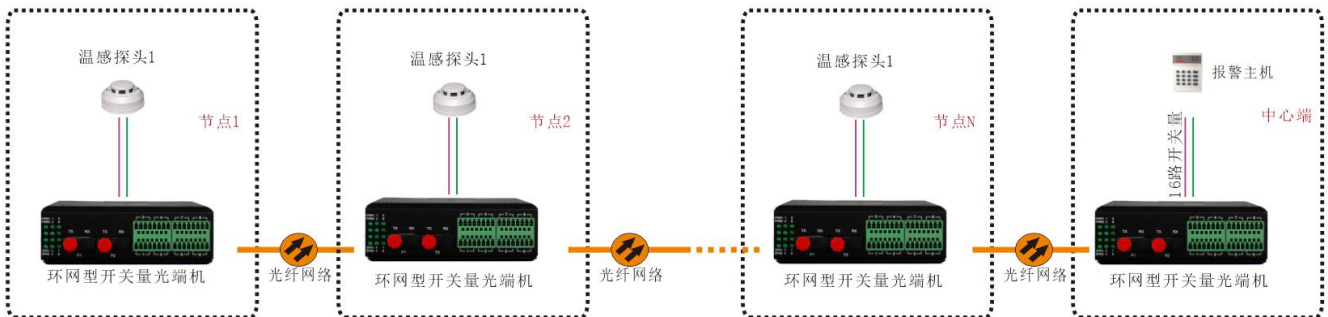 温感探头1
节点1
环网型开关量光端机
光纤网络
温感探头1
节点2
环网型开关量光端机
光纤网络
温感探头1
节点N
环网型开关量光端机
光纤网络
报警主机
中心端
16路开关量
环网型开关量光端机